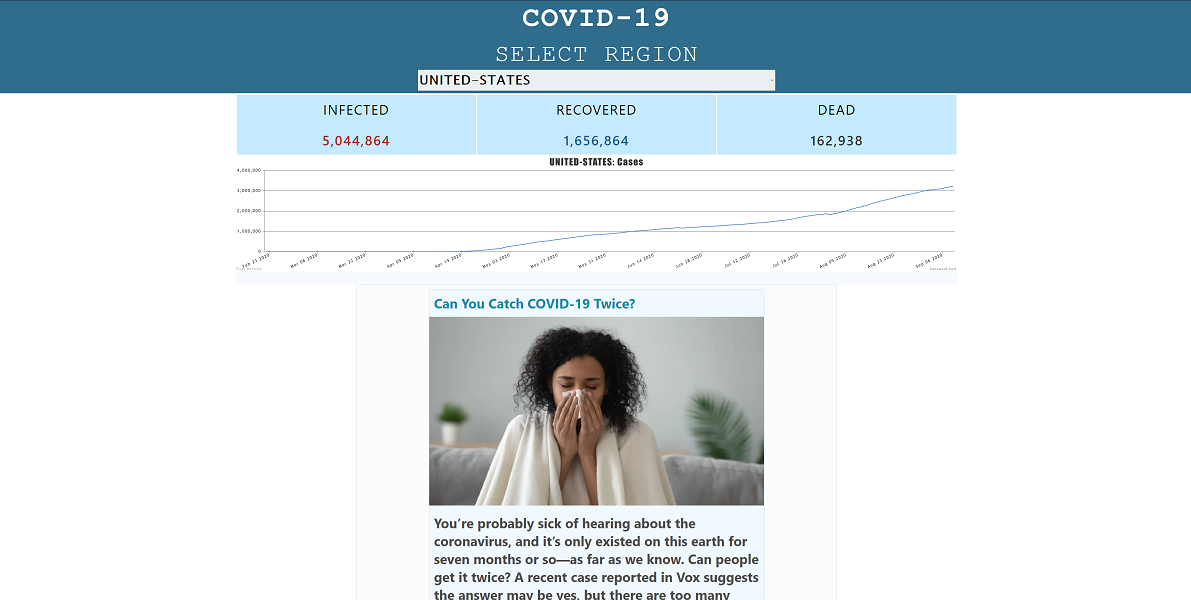 COVID-19
SELECT REGION
UNITED-STATES
INFECTED
RECOVERED
DEAD
5,044,864
1,656,864
162,938
UNITED-STATES: Cases
4,000,000
3,000,000
2,000,000
1,000,000
0
Feb 23 2020
Mar 08 2020
Mar 22 2020
Apr 05 2020
Apr 19 2020
May 03 2020
May 17 2020
May 31 2020
Jun 14 2020
Jun 28 2020
Jul 12 2020
Jul 26 2020
Aug 09 2020
Aug 23 2020
Sep 06 2020
Can You Catch COVID-19 Twice?
You’re probably sick of hearing about the
coronavirus, and it’s only existed on this earth for
seven months or so—as far as we know. Can people
get it twice? A recent case reported in Vox suggests
the answer may be yes, but there are too many